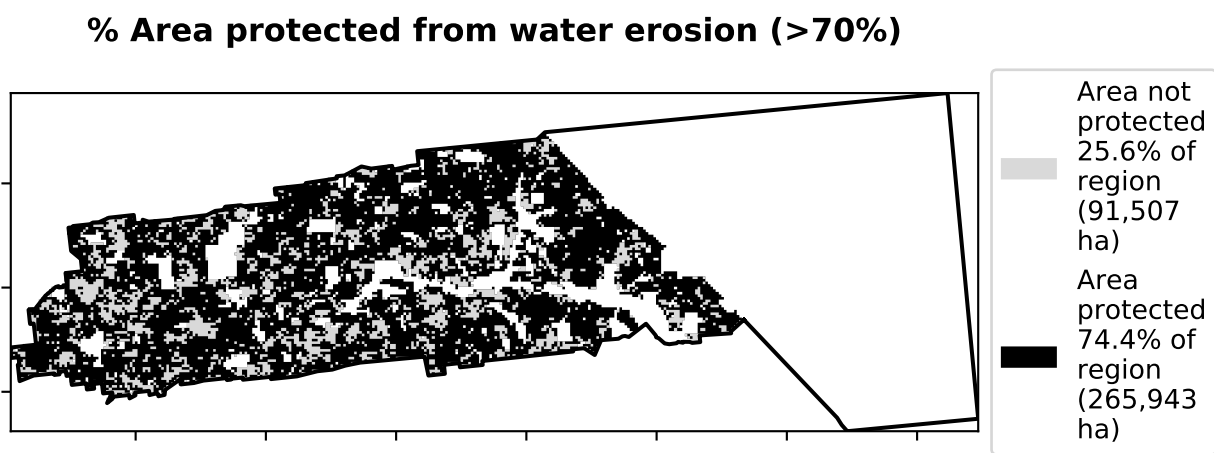 % Area protected from water erosion (>70%)
Area not
protected
25.6% of
region
(91,507
ha)
Area
protected
74.4% of
region
(265,943
ha)